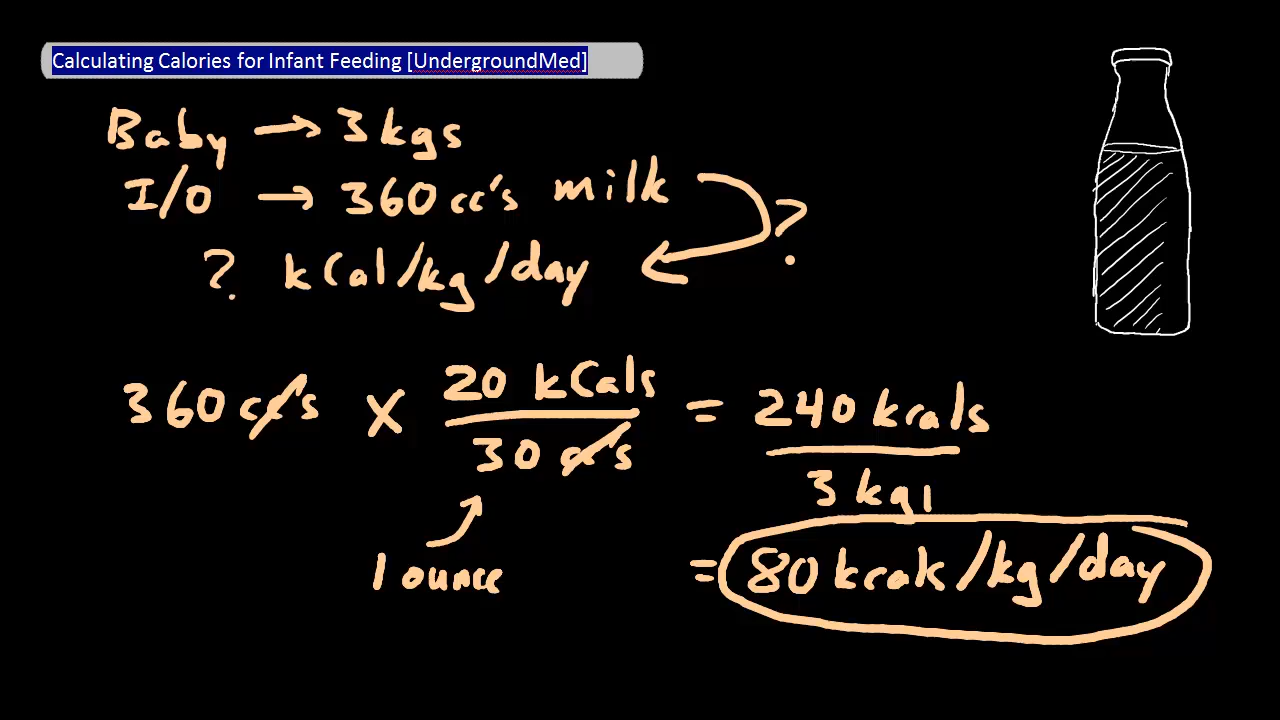 Calculating Calories for Infant Feeding [UndergroundMed]
Baby → 3 kgs
I/O → 360 cc's milk
? kCal/kg/day ?
360 cc's x 20 kCals / 30 cc's = 240 kcals / 3 kg
1 ounce
= 80 kcals/kg/day